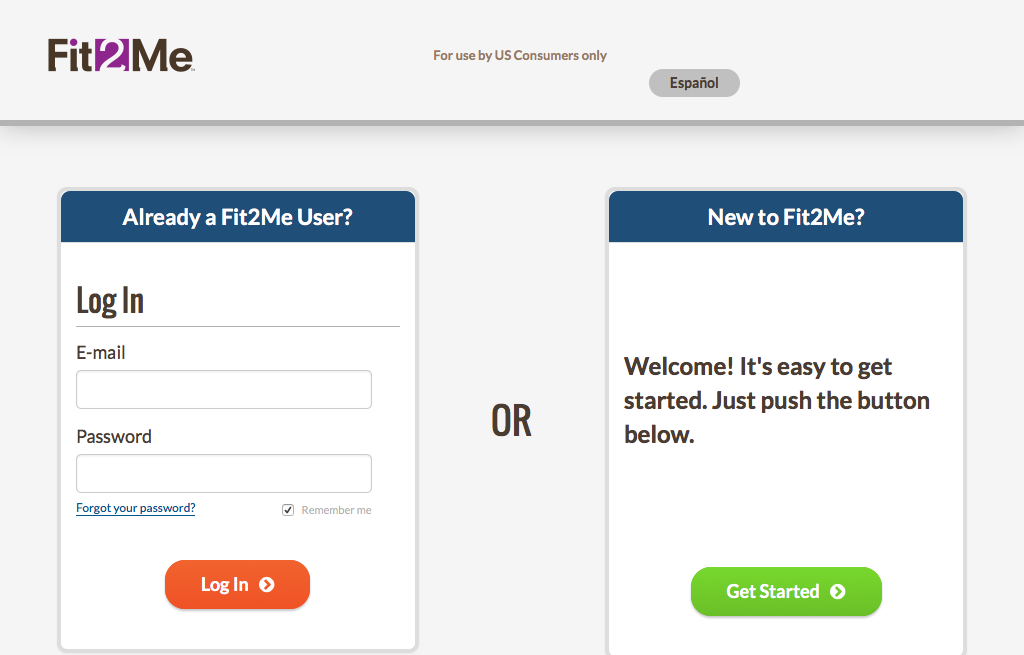 Fit2Me
For use by US Consumers only
Español
Already a Fit2Me User?
Log In
E-mail
Password
Forgot your password?
Remember me
Log In
OR
New to Fit2Me?
Welcome! It's easy to get
started. Just push the button
below.
Get Started